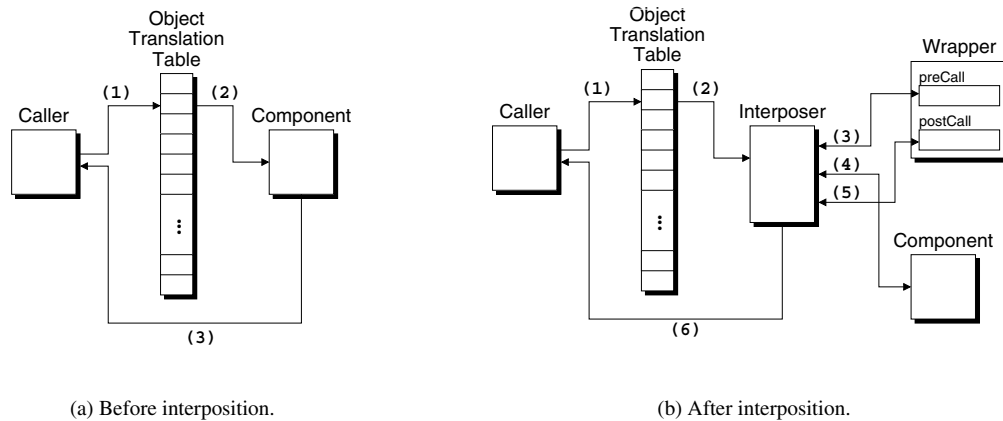 Object
Translation
Table
(1)
(2)
Caller
Component
⋮
(3)
(a) Before interposition.
Object
Translation
Table
Wrapper
preCall
postCall
(1)
(2)
Caller
Interposer
(3)
(4)
(5)
⋮
Component
(6)
(b) After interposition.